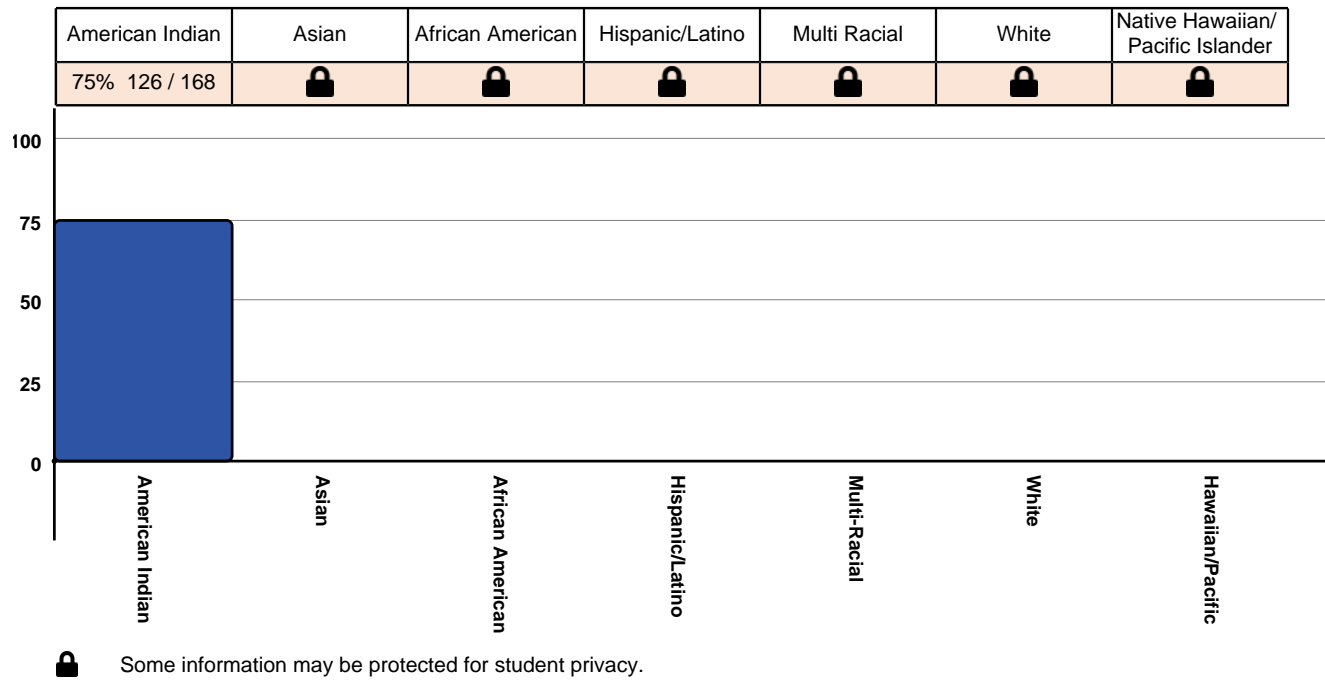 American Indian Asian African American Hispanic/Latino Multi Racial White Native Hawaiian/
Pacific Islander
75% 126 / 168
100
75
50
25
0
American Indian
Asian
African American
Hispanic/Latino
Multi-Racial
White
Hawaiian/Pacific
Some information may be protected for student privacy.